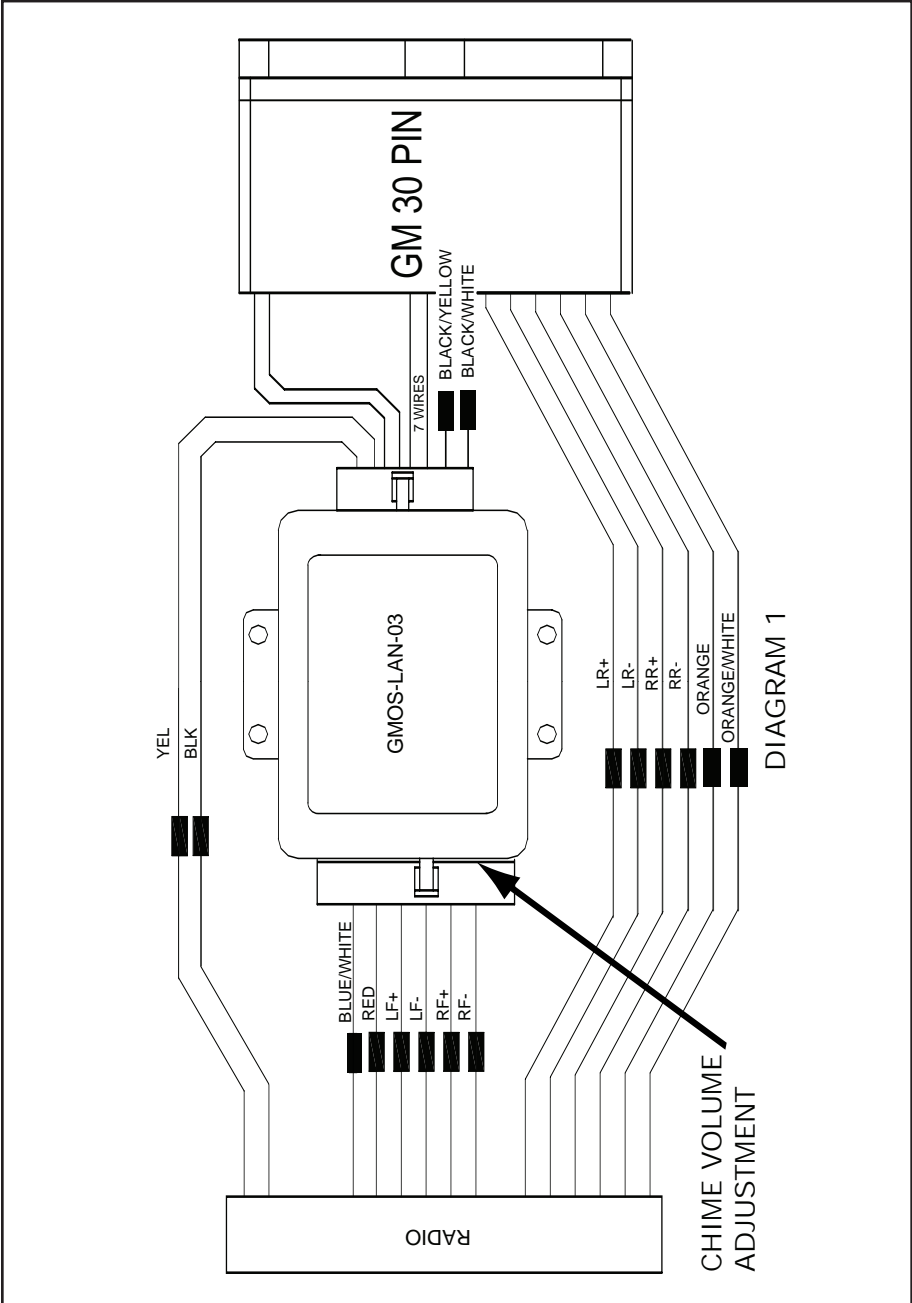 GM 30 PIN
YEL
BLK
7 WIRES
BLACK/YELLOW
BLACK/WHITE
GMOS-LAN-03
BLUE/WHITE
RED
LF+
LF-
RF+
RF-
LR+
LR-
RR+
RR-
ORANGE
ORANGE/WHITE
RADIO
CHIME VOLUME
ADJUSTMENT
DIAGRAM 1